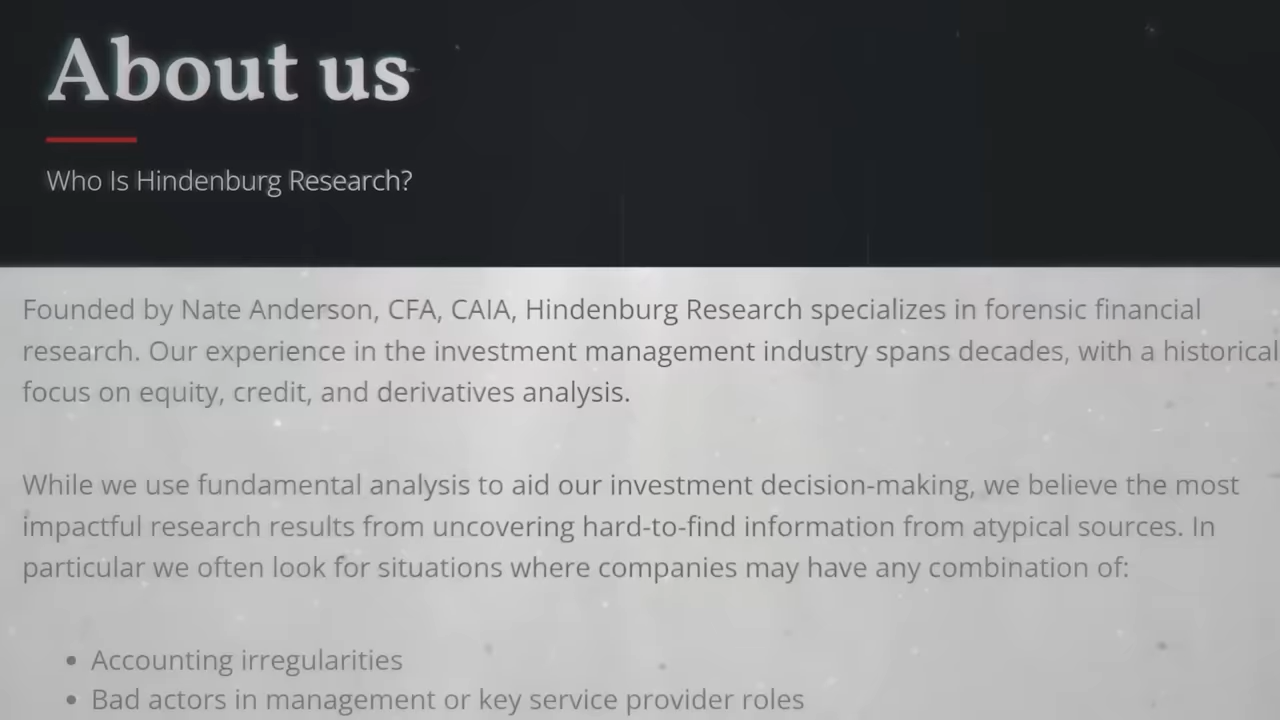 About us
Who Is Hindenburg Research?
Founded by Nate Anderson, CFA, CAIA, Hindenburg Research specializes in forensic financial
research. Our experience in the investment management industry spans decades, with a historical
focus on equity, credit, and derivatives analysis.
While we use fundamental analysis to aid our investment decision-making, we believe the most
impactful research results from uncovering hard-to-find information from atypical sources. In
particular we often look for situations where companies may have any combination of:
• Accounting irregularities
• Bad actors in management or key service provider roles